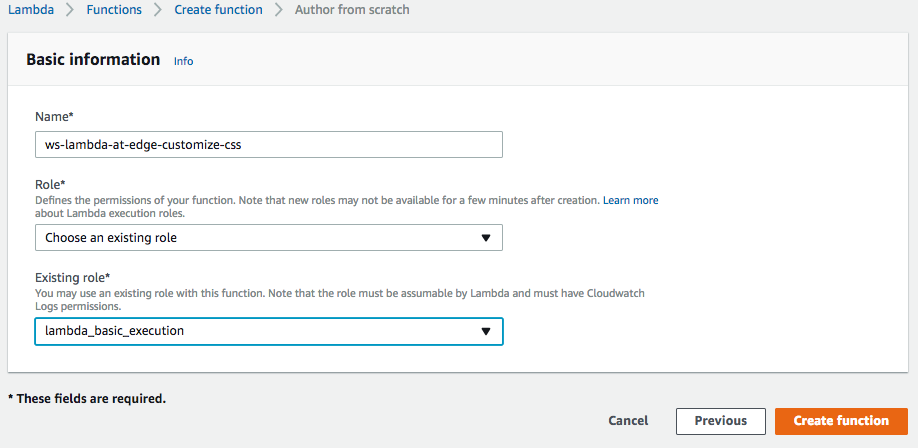 Lambda > Functions > Create function > Author from scratch
Basic information Info
Name*
ws-lambda-at-edge-customize-css
Role*
Defines the permissions of your function. Note that new roles may not be available for a few minutes after creation. Learn more
about Lambda execution roles.
Choose an existing role
Existing role*
You may use an existing role with this function. Note that the role must be assumable by Lambda and must have Cloudwatch
Logs permissions.
lambda_basic_execution
* These fields are required.
Cancel Previous Create function